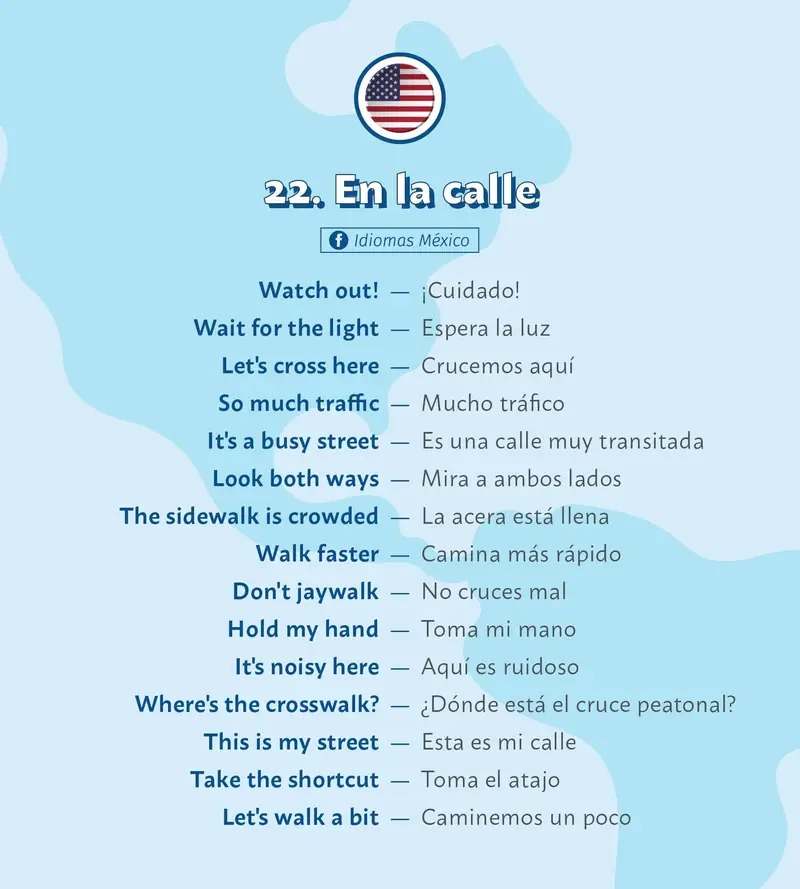 22. En la calle
Idiomas México
Watch out! — ¡Cuidado!
Wait for the light — Espera la luz
Let's cross here — Crucemos aquí
So much traffic — Mucho tráfico
It's a busy street — Es una calle muy transitada
Look both ways — Mira a ambos lados
The sidewalk is crowded — La acera está llena
Walk faster — Camina más rápido
Don't jaywalk — No cruces mal
Hold my hand — Toma mi mano
It's noisy here — Aquí es ruidoso
Where's the crosswalk? — ¿Dónde está el cruce peatonal?
This is my street — Esta es mi calle
Take the shortcut — Toma el atajo
Let's walk a bit — Caminemos un poco